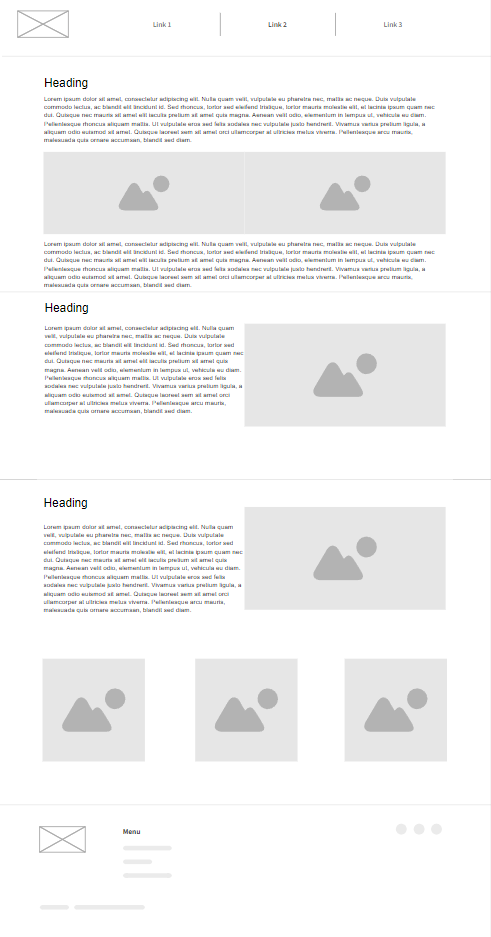 Link 1
Link 2
Link 3
Heading
Lorem ipsum dolor sit amet, consectetur adipiscing elit. Nulla quam velit, vulputate eu pharetra nec, mattis ac neque. Duis vulputate
commodo lectus, ac blandit elit tincidunt id. Sed rhoncus, tortor mauris molestie elit, et lacinia ipsum quam nec
dui. Quisque nec mauris sit amet elit iaculis pretium sit amet quis magna. Aenean velit odio, elementum in tempus ut, vehicula eu diam.
Pellentesque rhoncus aliquam mattis. Ut vulputate eros sed felis sodales nec vulputate justo hendrerit. Vivamus varius pretium ligula, a
aliquam odio euismod sit amet. Quisque laoreet sem sit amet orci ullamcorper at ultricies metus viverra. Pellentesque arcu mauris,
malesuada quis ornare accumsan, blandit sed diam.
Lorem ipsum dolor sit amet, consectetur adipiscing elit. Nulla quam velit, vulputate eu pharetra nec, mattis ac neque. Duis vulputate
commodo lectus, ac blandit elit tincidunt id. Sed rhoncus, tortor mauris molestie elit, et lacinia ipsum quam nec
dui. Quisque nec mauris sit amet elit iaculis pretium sit amet quis magna. Aenean velit odio, elementum in tempus ut, vehicula eu diam.
Pellentesque rhoncus aliquam mattis. Ut vulputate eros sed felis sodales nec vulputate justo hendrerit. Vivamus varius pretium ligula, a
aliquam odio euismod sit amet. Quisque laoreet sem sit amet orci ullamcorper at ultricies metus viverra. Pellentesque arcu mauris,
malesuada quis ornare accumsan, blandit sed diam.
Heading
Lorem ipsum dolor sit amet, consectetur adipiscing elit. Nulla quam
velit, vulputate eu pharetra nec, mattis ac neque. Duis vulputate
commodo lectus, ac blandit elit tincidunt id. Sed rhoncus, tortor mauris
eleifend tristique, tortor mauris molestie elit, et lacinia ipsum quam nec
dui. Quisque nec mauris sit amet elit iaculis pretium sit amet quis
magna. Aenean velit odio, elementum in tempus ut, vehicula eu diam.
Pellentesque rhoncus aliquam mattis. Ut vulputate eros sed felis
sodales nec vulputate justo hendrerit. Vivamus varius pretium ligula, a
aliquam odio euismod sit amet. Quisque laoreet sem sit amet orci
ullamcorper at ultricies metus viverra. Pellentesque arcu mauris,
malesuada quis ornare accumsan, blandit sed diam.
Heading
Lorem ipsum dolor sit amet, consectetur adipiscing elit. Nulla quam
velit, vulputate eu pharetra nec, mattis ac neque. Duis vulputate
commodo lectus, ac blandit elit tincidunt id. Sed rhoncus, tortor mauris
eleifend tristique, tortor mauris molestie elit, et lacinia ipsum quam nec
dui. Quisque nec mauris sit amet elit iaculis pretium sit amet quis
magna. Aenean velit odio, elementum in tempus ut, vehicula eu diam.
Pellentesque rhoncus aliquam mattis. Ut vulputate eros sed felis
sodales nec vulputate justo hendrerit. Vivamus varius pretium ligula, a
aliquam odio euismod sit amet. Quisque laoreet sem sit amet orci
ullamcorper at ultricies metus viverra. Pellentesque arcu mauris,
malesuada quis ornare accumsan, blandit sed diam.
Menu